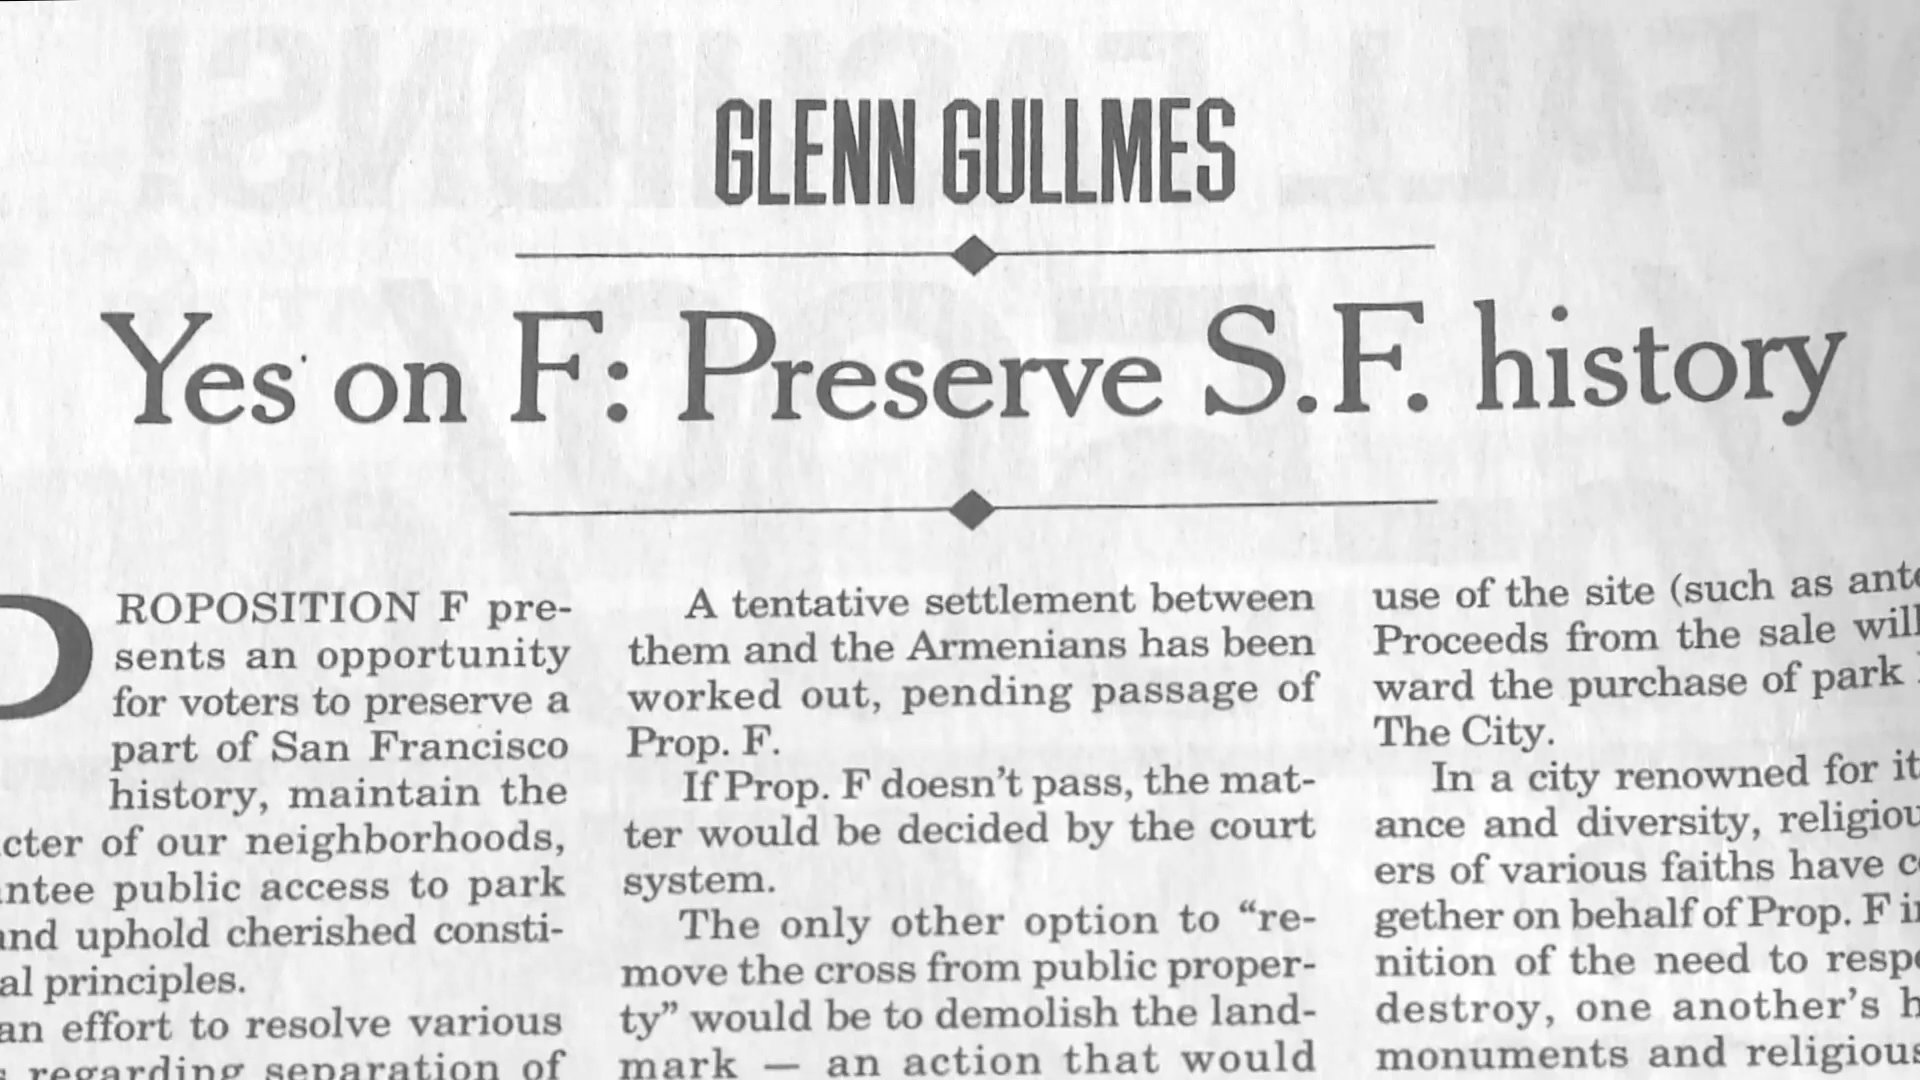 GLENN GULLMES
Yes on F: Preserve S.F. history
ROPOSITION F pre-
sents an opportunity
for voters to preserve a
part of San Francisco
history, maintain the
cter of our neighborhoods,
ntee public access to park
and uphold cherished consti-
al principles.
an effort to resolve various
regarding separation of
A tentative settlement between
them and the Armenians has been
worked out, pending passage of
Prop. F.
If Prop. F doesn't pass, the mat-
ter would be decided by the court
system.
The only other option to “re-
move the cross from public proper-
ty” would be to demolish the land-
mark — an action that would
use of the site (such as ante
Proceeds from the sale will
ward the purchase of park
The City.
In a city renowned for it
ance and diversity, religiou
ers of various faiths have c
gether on behalf of Prop. F i
nition of the need to respe
destroy, one another's h
monuments and religious